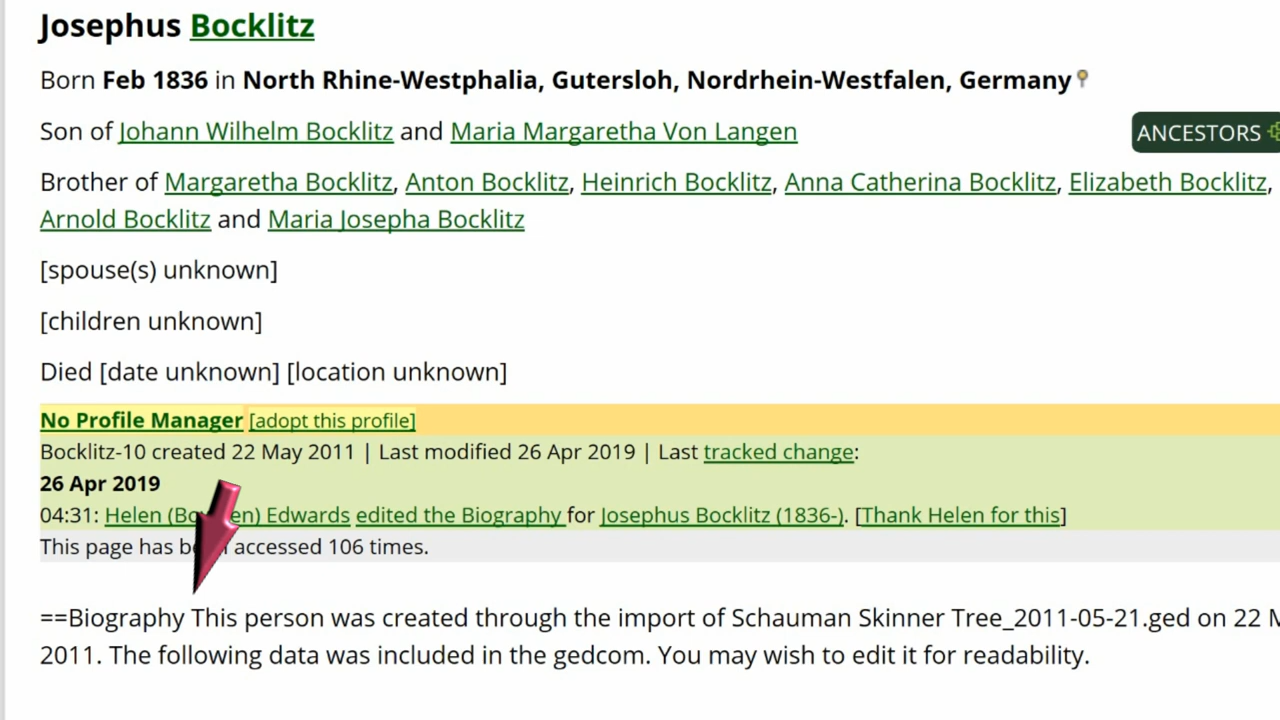 Josephus Bocklitz
Born Feb 1836 in North Rhine-Westphalia, Gutersloh, Nordrhein-Westfalen, Germany
Son of Johann Wilhelm Bocklitz and Maria Margaretha Von Langen
ANCESTORS
Brother of Margaretha Bocklitz, Anton Bocklitz, Heinrich Bocklitz, Anna Catherina Bocklitz, Elizabeth Bocklitz,
Arnold Bocklitz and Maria Josepha Bocklitz
[spouse(s) unknown]
[children unknown]
Died [date unknown] [location unknown]
No Profile Manager [adopt this profile]
Bocklitz-10 created 22 May 2011 | Last modified 26 Apr 2019 | Last tracked change:
26 Apr 2019
04:31: Helen Edwards edited the Biography for Josephus Bocklitz (1836-). [Thank Helen for this]
This page has accessed 106 times.
==Biography This person was created through the import of Schauman Skinner Tree_2011-05-21.ged on 22
2011. The following data was included in the gedcom. You may wish to edit it for readability.